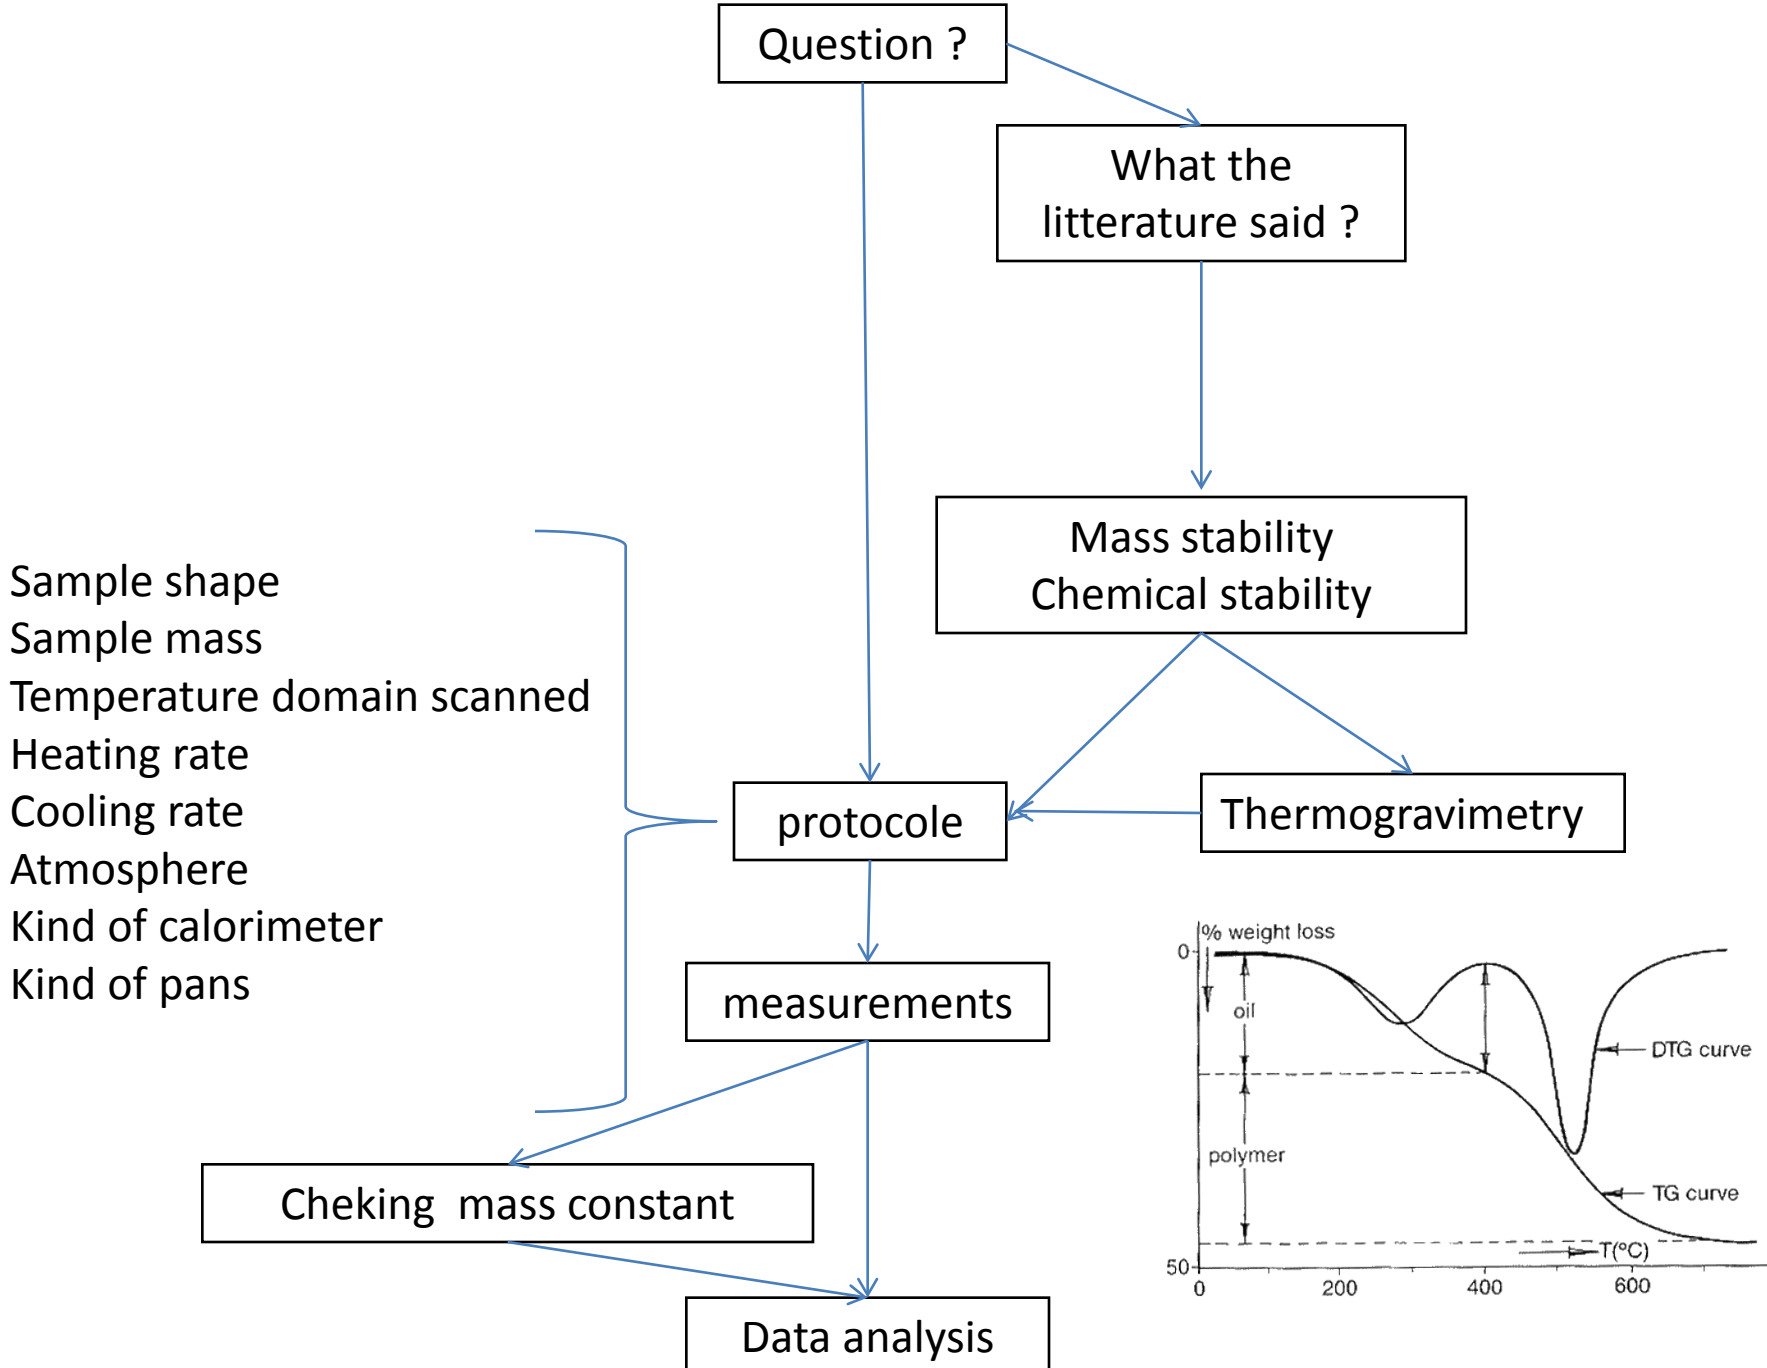 Question ?
What the
litterature said ?
Mass stability
Chemical stability
Sample shape
Sample mass
Temperature domain scanned
Heating rate
Cooling rate
Atmosphere
Kind of calorimeter
Kind of pans
protocole
Thermogravimetry
measurements
Cheking  mass constant
Data analysis
% weight loss
0
oil
DTG curve
polymer
TG curve
T(°C)
50
0
200
400
600